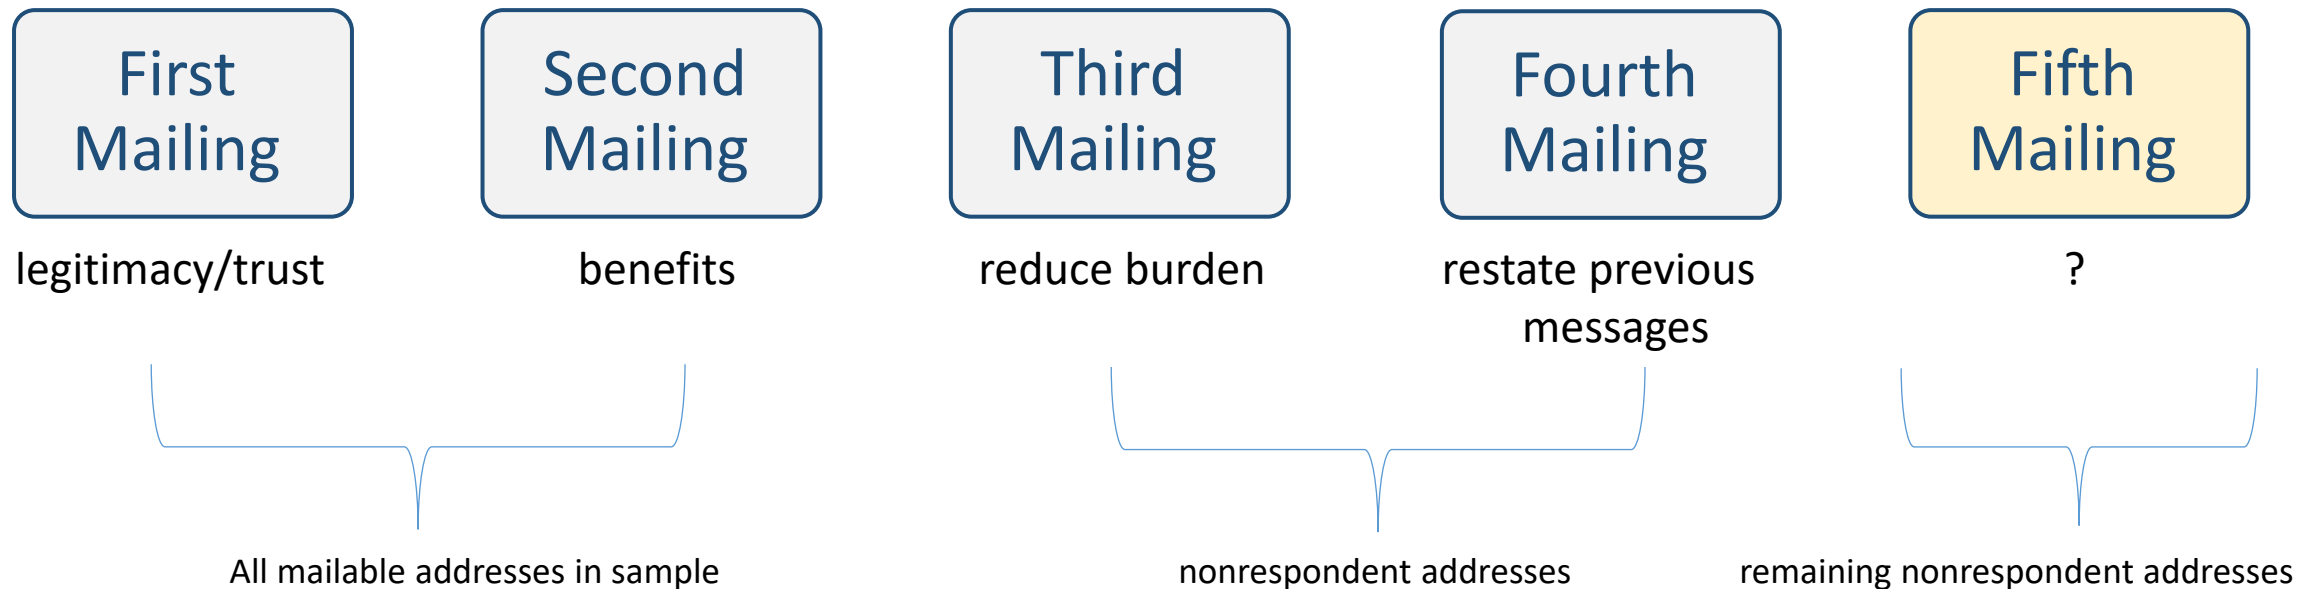 First
Mailing
Second
Mailing
Third
Mailing
Fourth
Mailing
Fifth
Mailing
legitimacy/trust
benefits
reduce burden
restate previous
messages
?
All mailable addresses in sample
nonrespondent addresses
remaining nonrespondent addresses